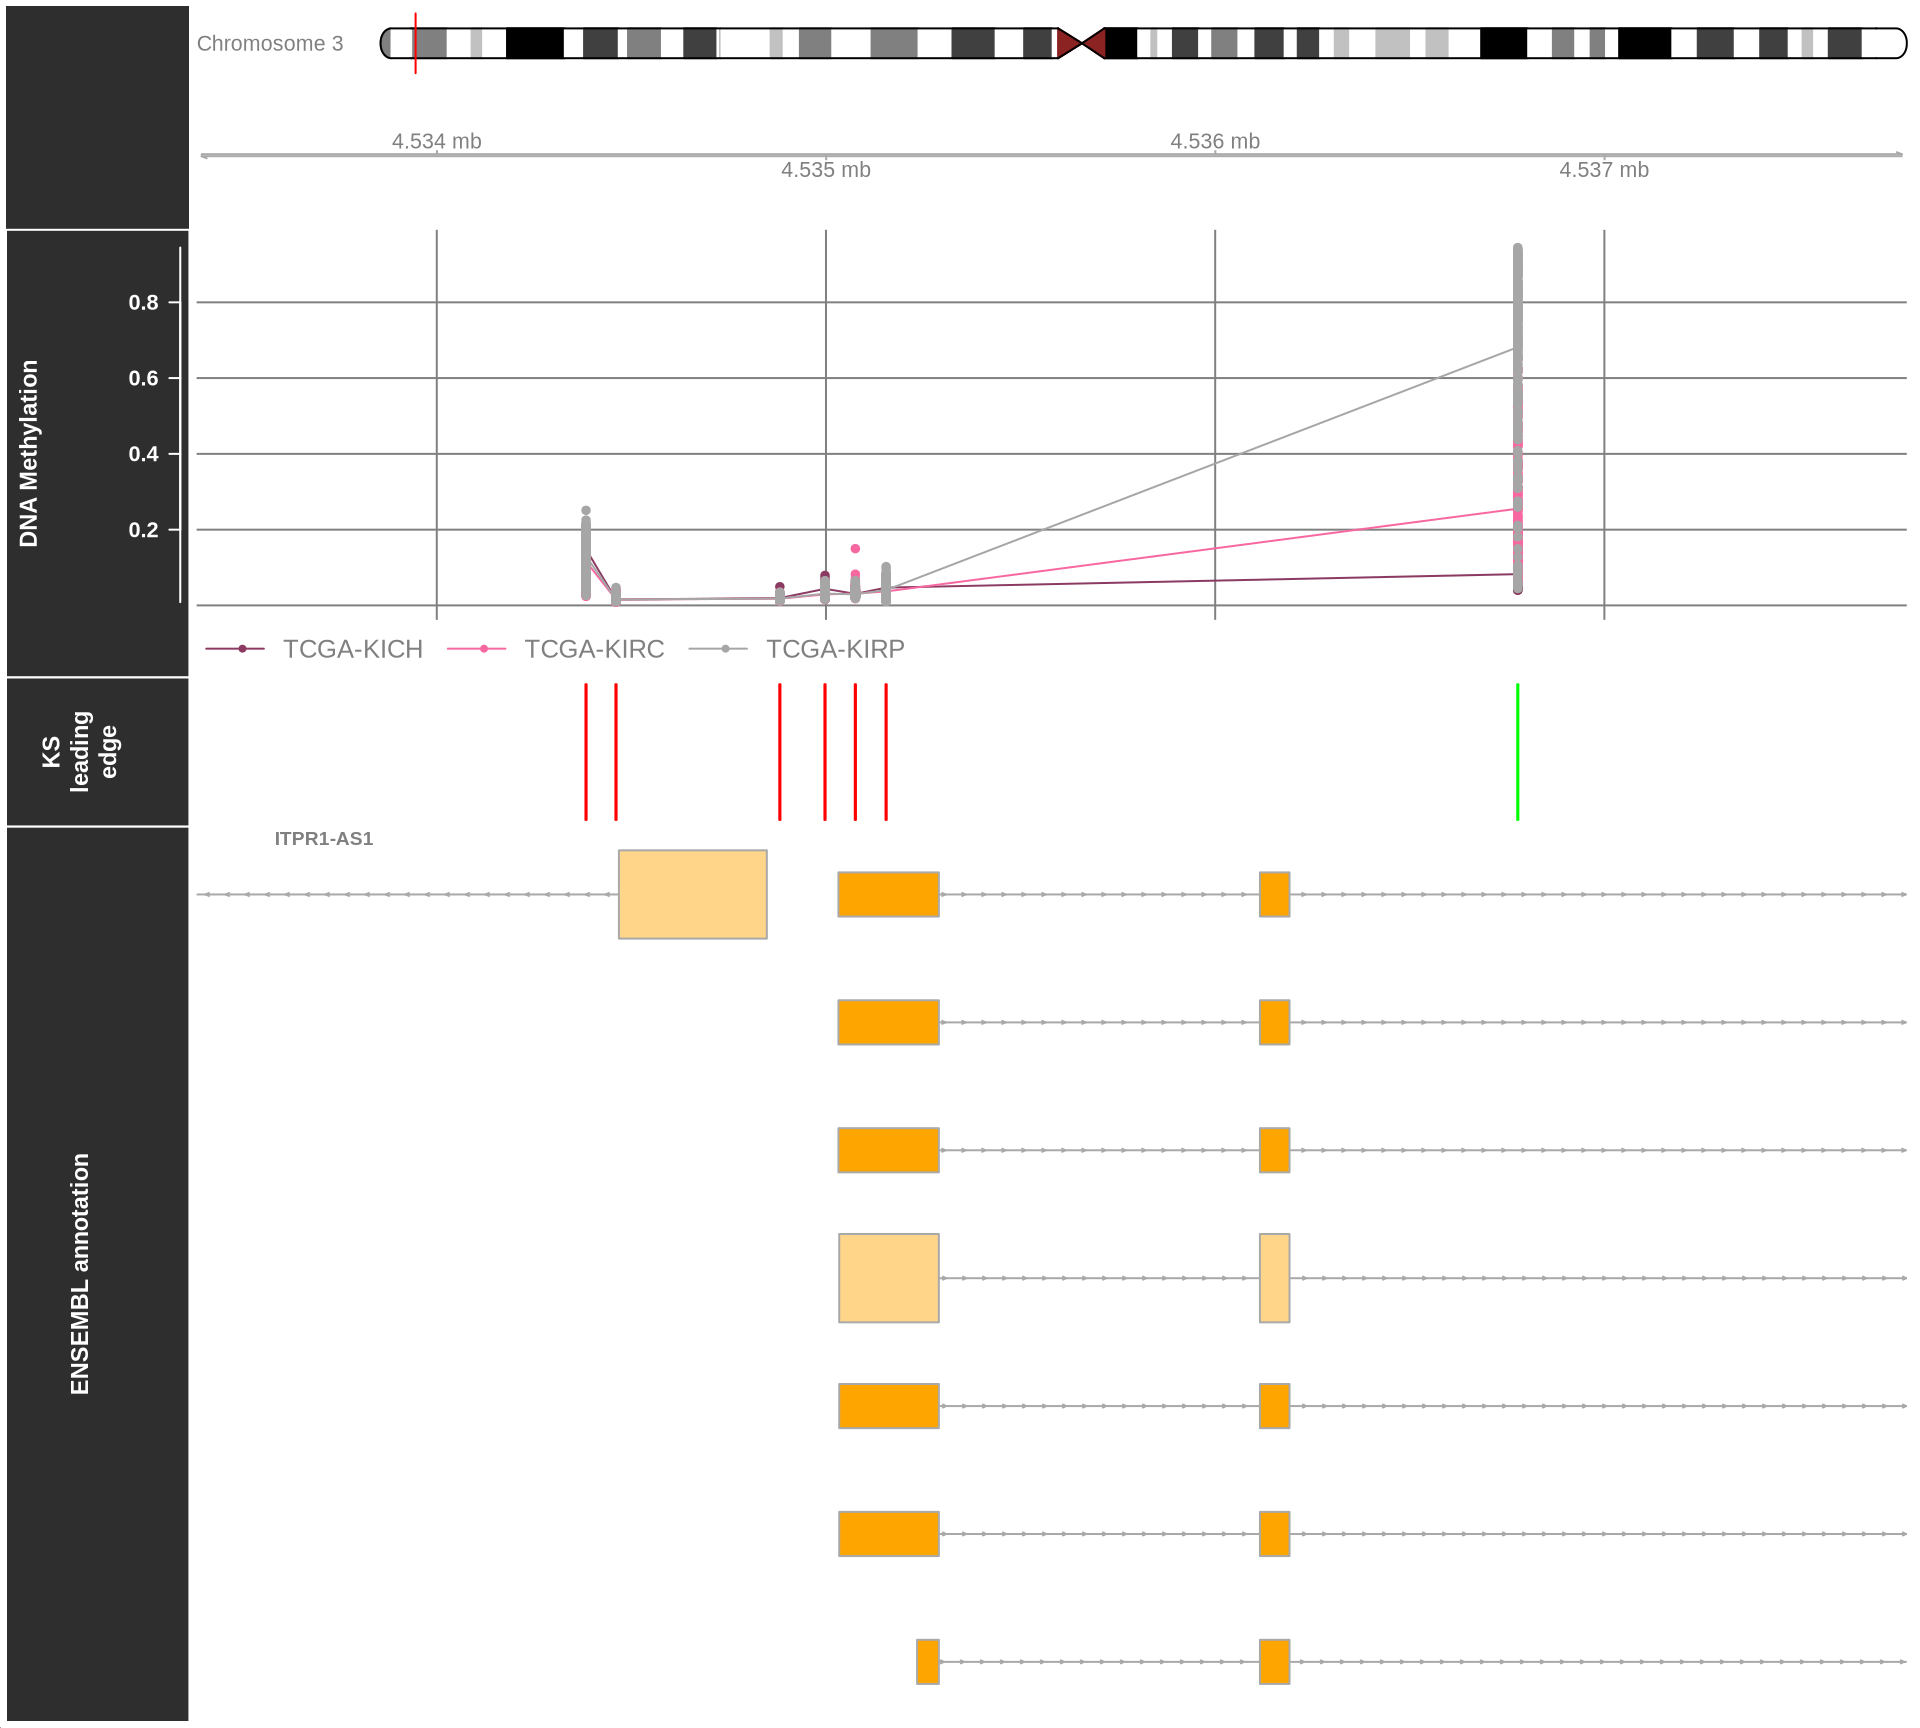 Chromosome 3
4.534 mb
4.536 mb
4.535 mb
4.537 mb
DNA Methylation
0.8
0.6
0.4
0.2
TCGA-KICH
TCGA-KIRC
TCGA-KIRP
KS
leading
edge
ITPR1-AS1
ENSEMBL annotation